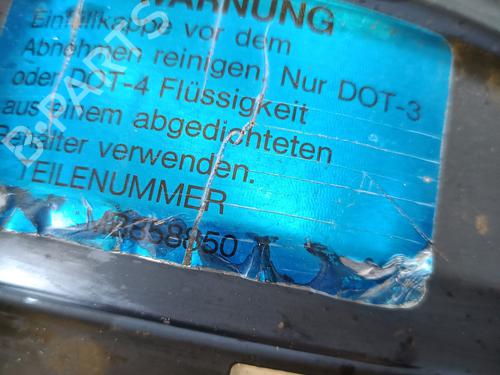 WARNUNG
Einfüllkappe vor dem
Abnehmen reinigen. Nur DOT-3
oder DOT-4 Flüssigkeit
aus einem abgedichteten
Behälter verwenden.
TEILENUMMER
B-PARTS